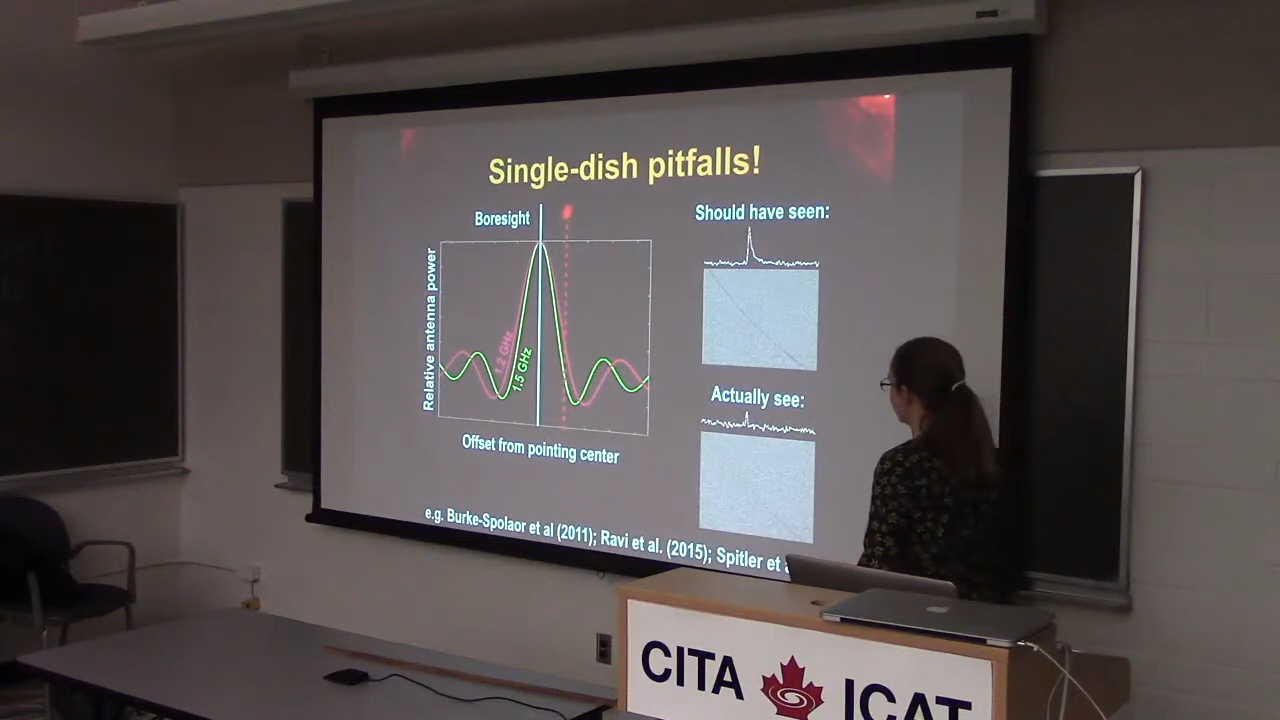 Single-dish pitfalls!
Boresight
Relative antenna power
1.2 GHz
1.5 GHz
Offset from pointing center
Should have seen:
Actually see:
e.g. Burke-Spolaor et al (2011); Ravi et al. (2015); Spitler et
CITA ICAT